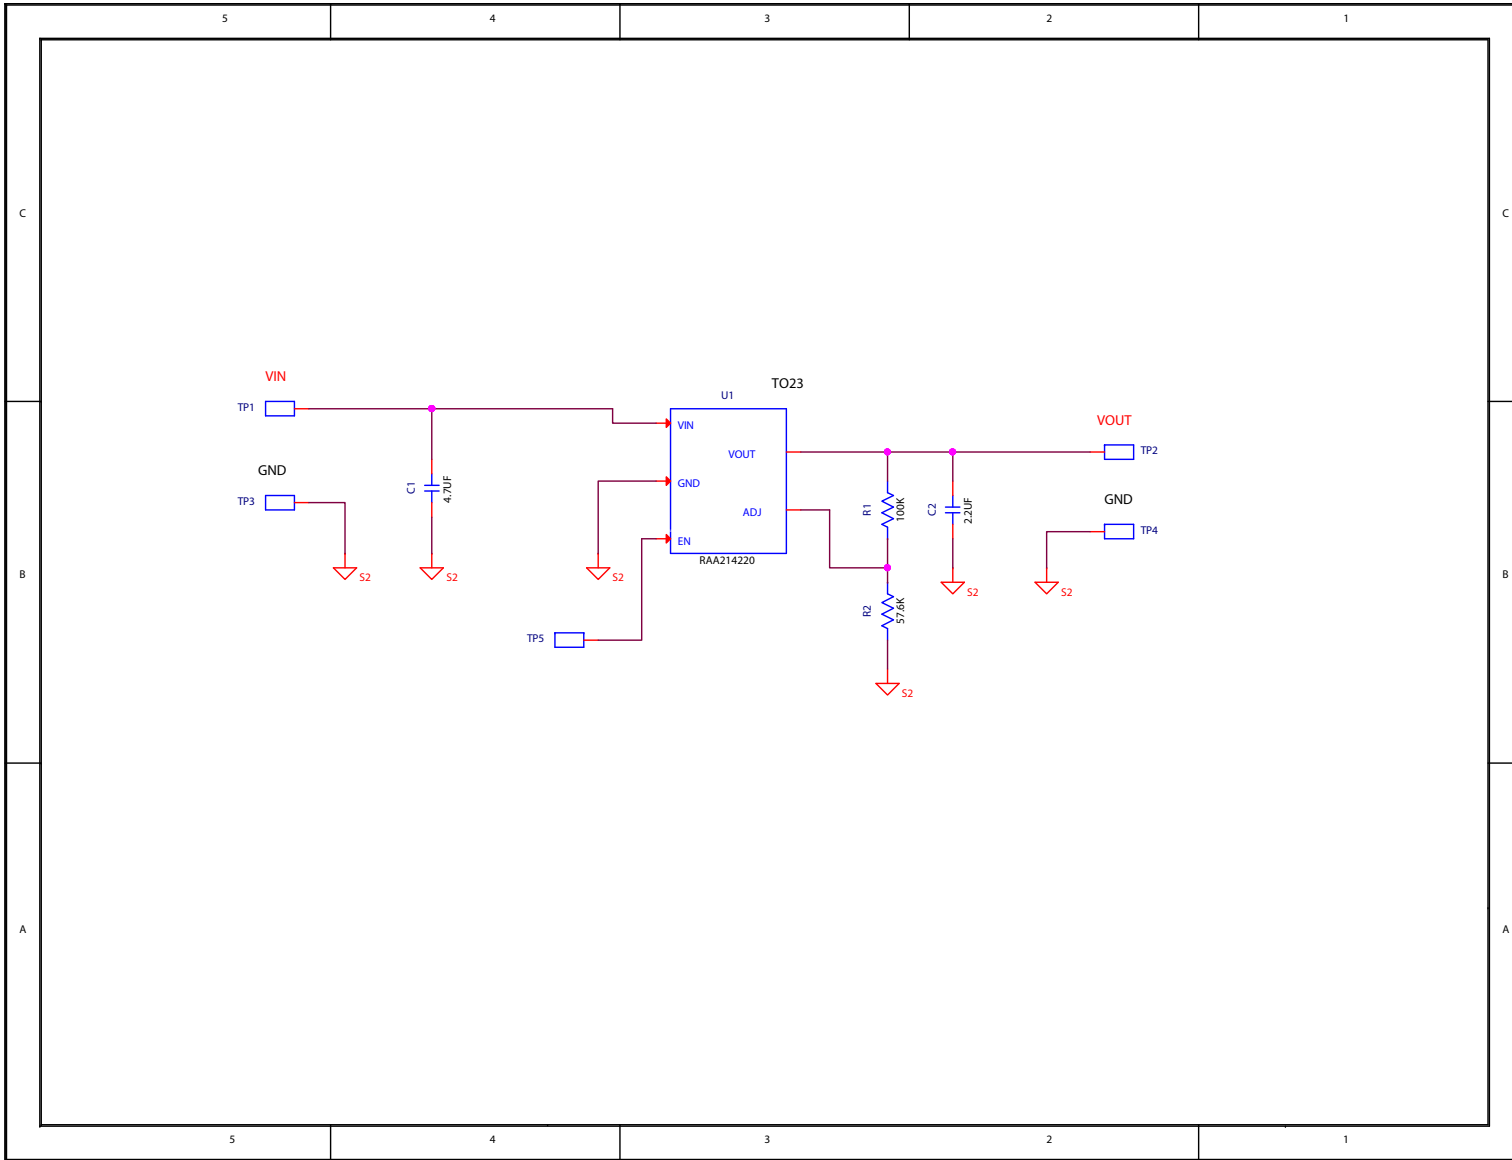 5 4 3 2 1
C C
VIN
TO23
U1
TP1
VIN
VOUT
VOUT
TP2
GND
C1
4.7UF
GND
GND
TP3
R1
100K
C2
2.2UF
ADJ
TP4
EN
RAA214220
B B
S2
S2
S2
S2
S2
R2
57.6K
TP5
S2
A A
5 4 3 2 1